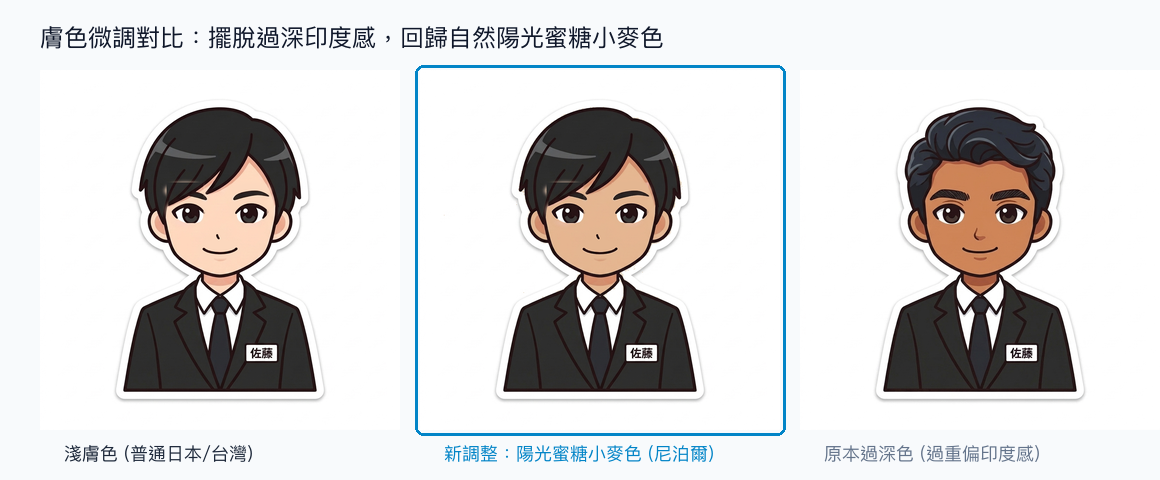 膚色微調對比：擺脫過深印度感，回歸自然陽光蜜糖小麥色
佐藤
佐藤
佐藤
淺膚色 (普通日本/台灣)
新調整：陽光蜜糖小麥色 (尼泊爾)
原本過深色 (過重偏印度感)